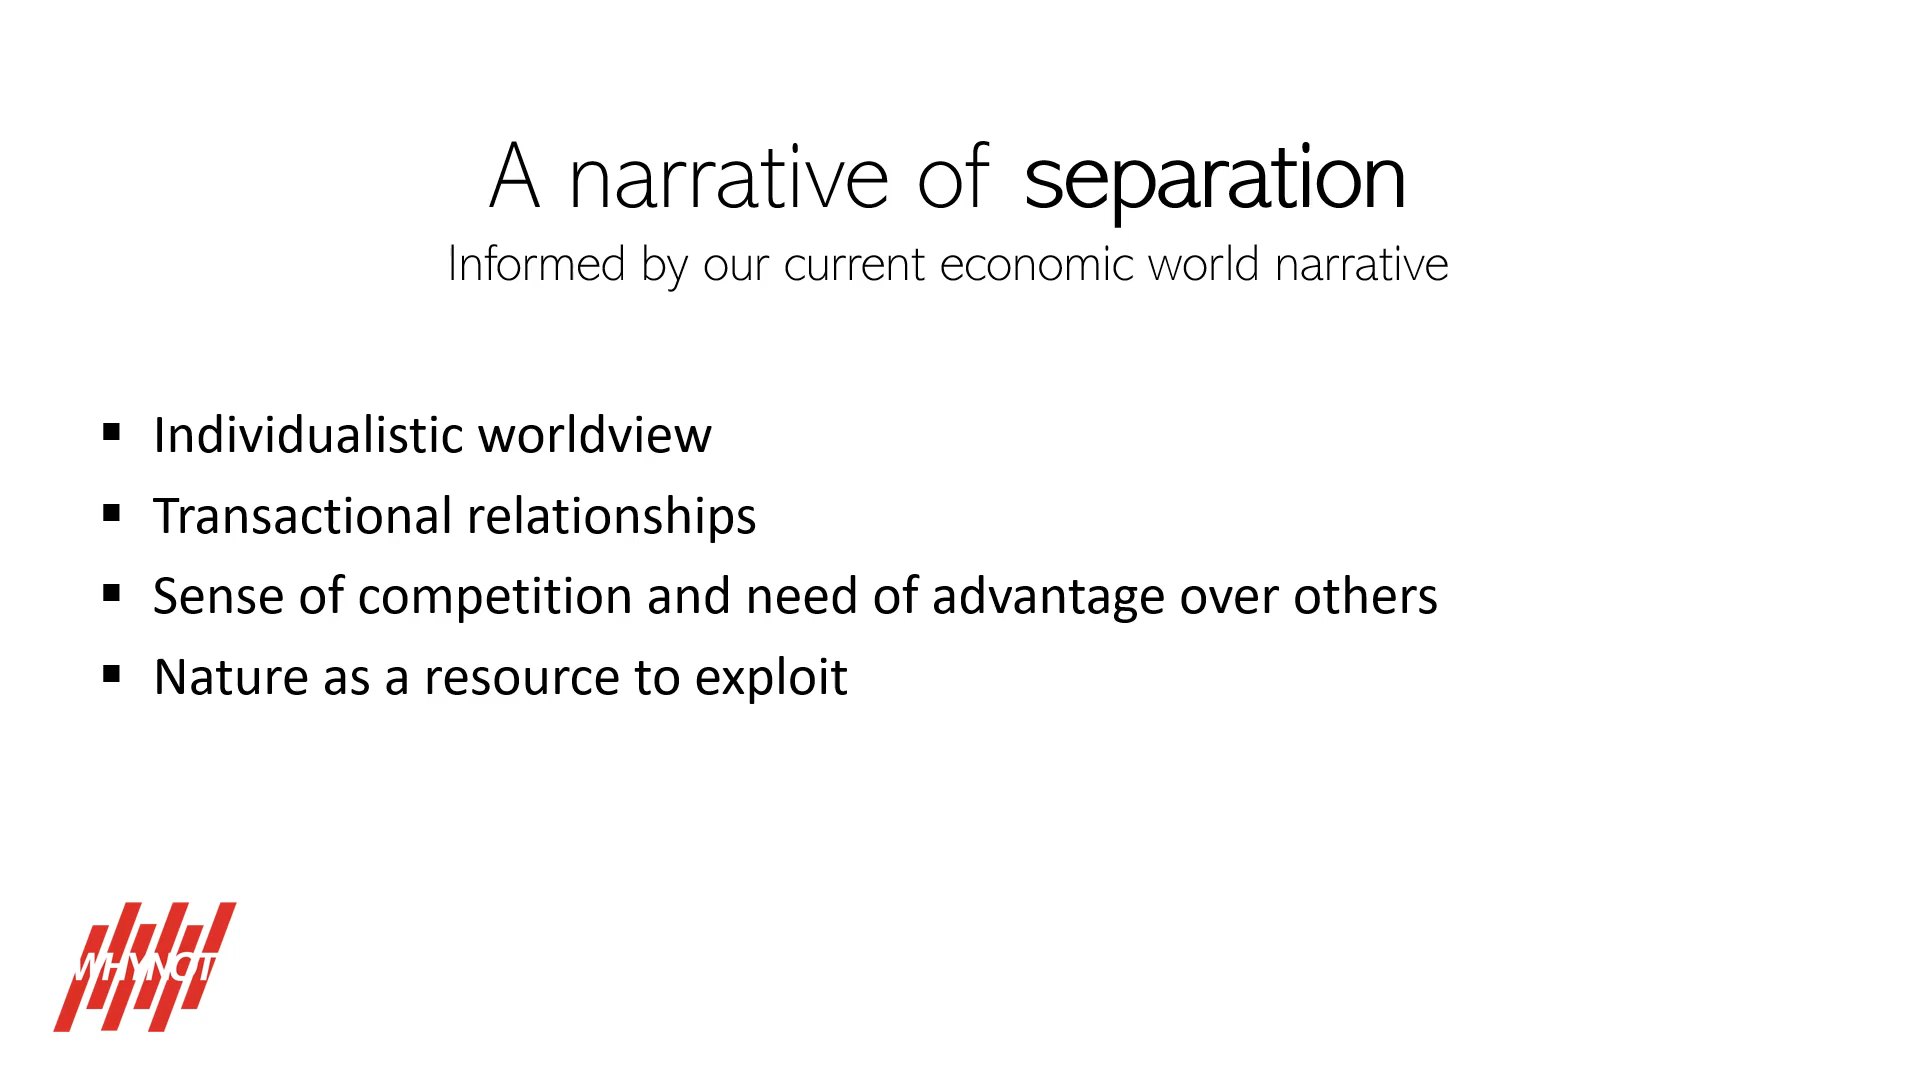 A narrative of separation
Informed by our current economic world narrative
▪ Individualistic worldview
▪ Transactional relationships
▪ Sense of competition and need of advantage over others
▪ Nature as a resource to exploit
WHYNOT